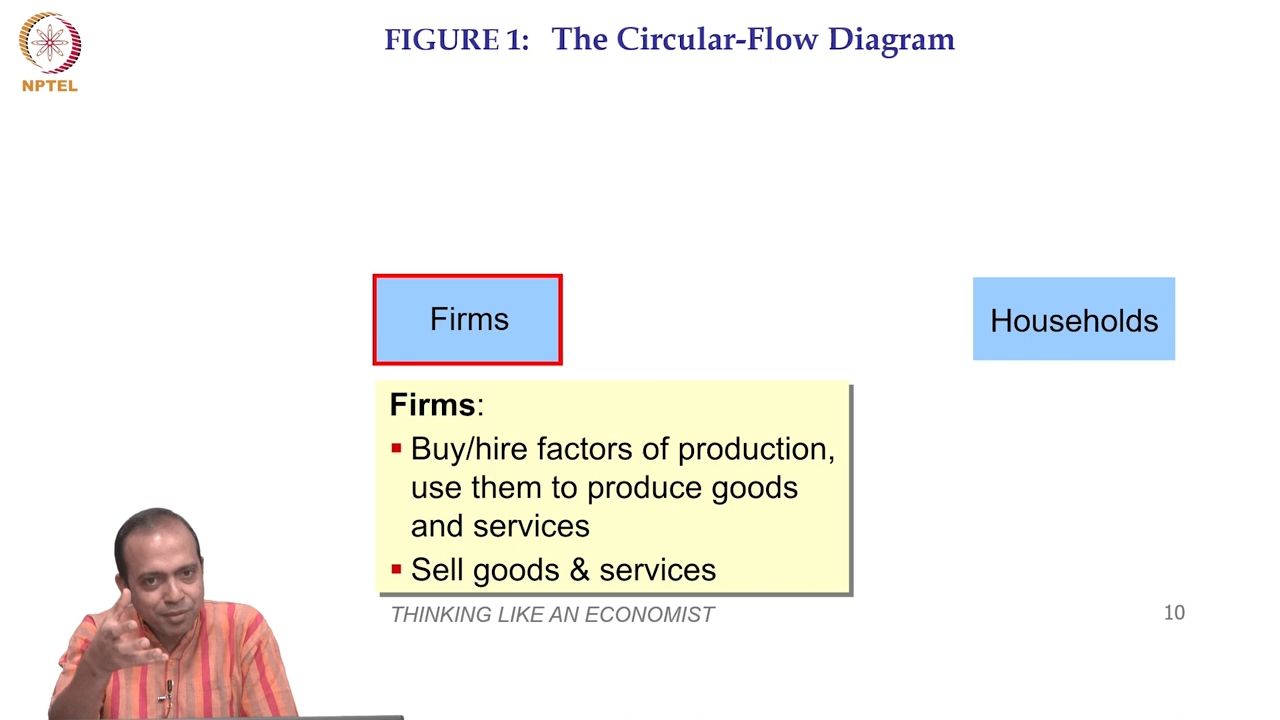 FIGURE 1: The Circular-Flow Diagram
NPTEL
Firms
Households
Firms:
▪ Buy/hire factors of production,
use them to produce goods
and services
▪ Sell goods & services
THINKING LIKE AN ECONOMIST
10